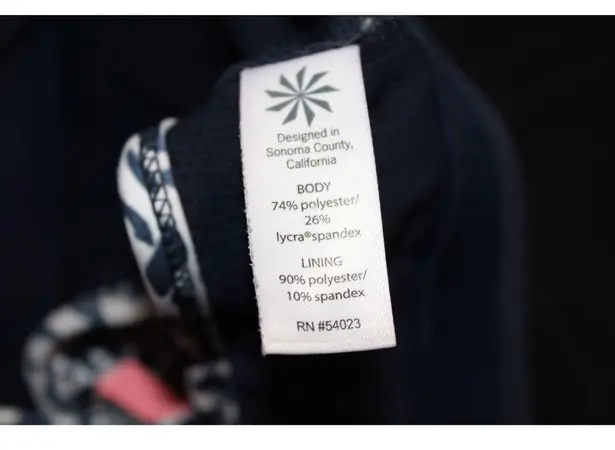 Designed in
Sonoma County,
California
BODY
74% polyester/
26%
lycra®spandex
LINING
90% polyester/
10% spandex
RN #54023